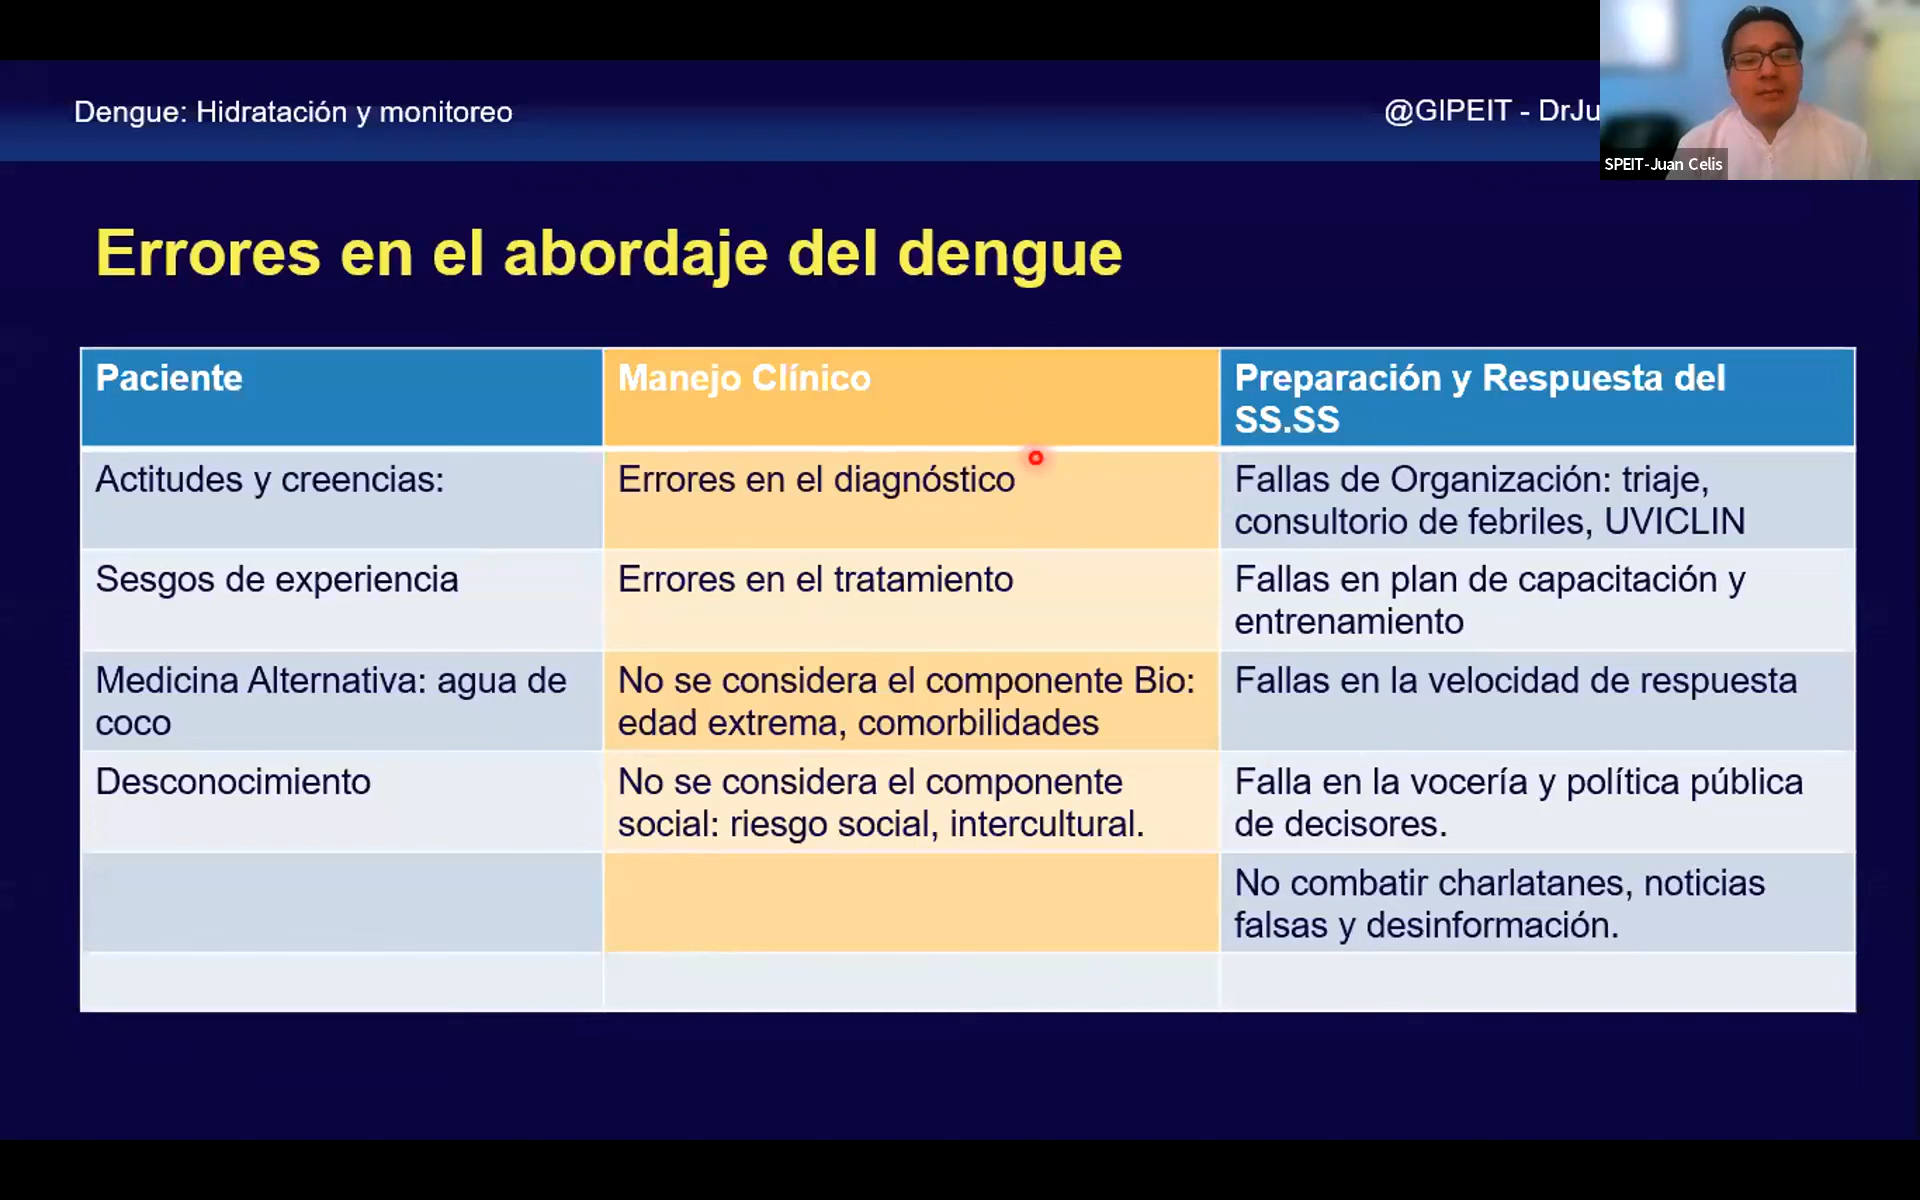 Dengue: Hidratación y monitoreo
@GIPEIT - DrJu
SPEIT-Juan Celis
Errores en el abordaje del dengue
Paciente
Manejo Clínico
Preparación y Respuesta del
SS.SS
Actitudes y creencias:
Errores en el diagnóstico
Fallas de Organización: triaje,
consultorio de febriles, UVICLIN
Sesgos de experiencia
Errores en el tratamiento
Fallas en plan de capacitación y
entrenamiento
Medicina Alternativa: agua de
coco
No se considera el componente Bio:
edad extrema, comorbilidades
Fallas en la velocidad de respuesta
Desconocimiento
No se considera el componente
social: riesgo social, intercultural.
Falla en la vocería y política pública
de decisores.
No combatir charlatanes, noticias
falsas y desinformación.